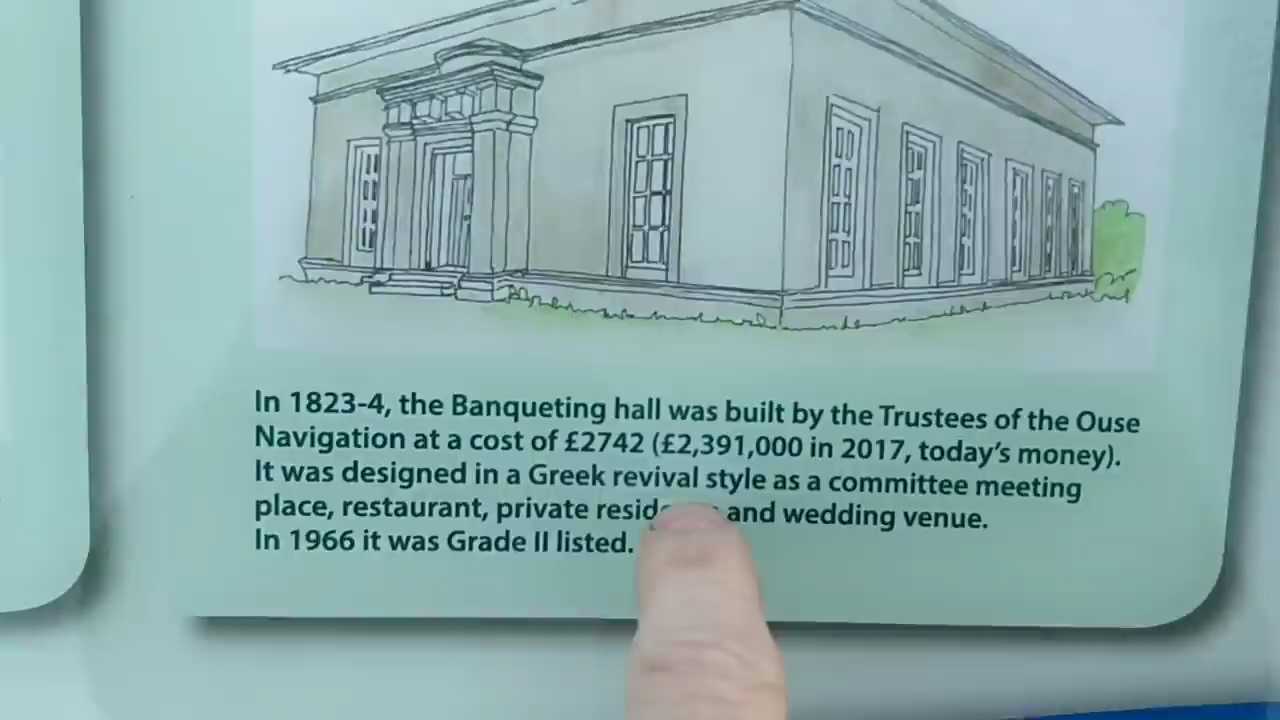 In 1823-4, the Banqueting hall was built by the Trustees of the Ouse
Navigation at a cost of £2742 (£2,391,000 in 2017, today's money).
It was designed in a Greek revival style as a committee meeting
place, restaurant, private and wedding venue.
In 1966 it was Grade II listed.